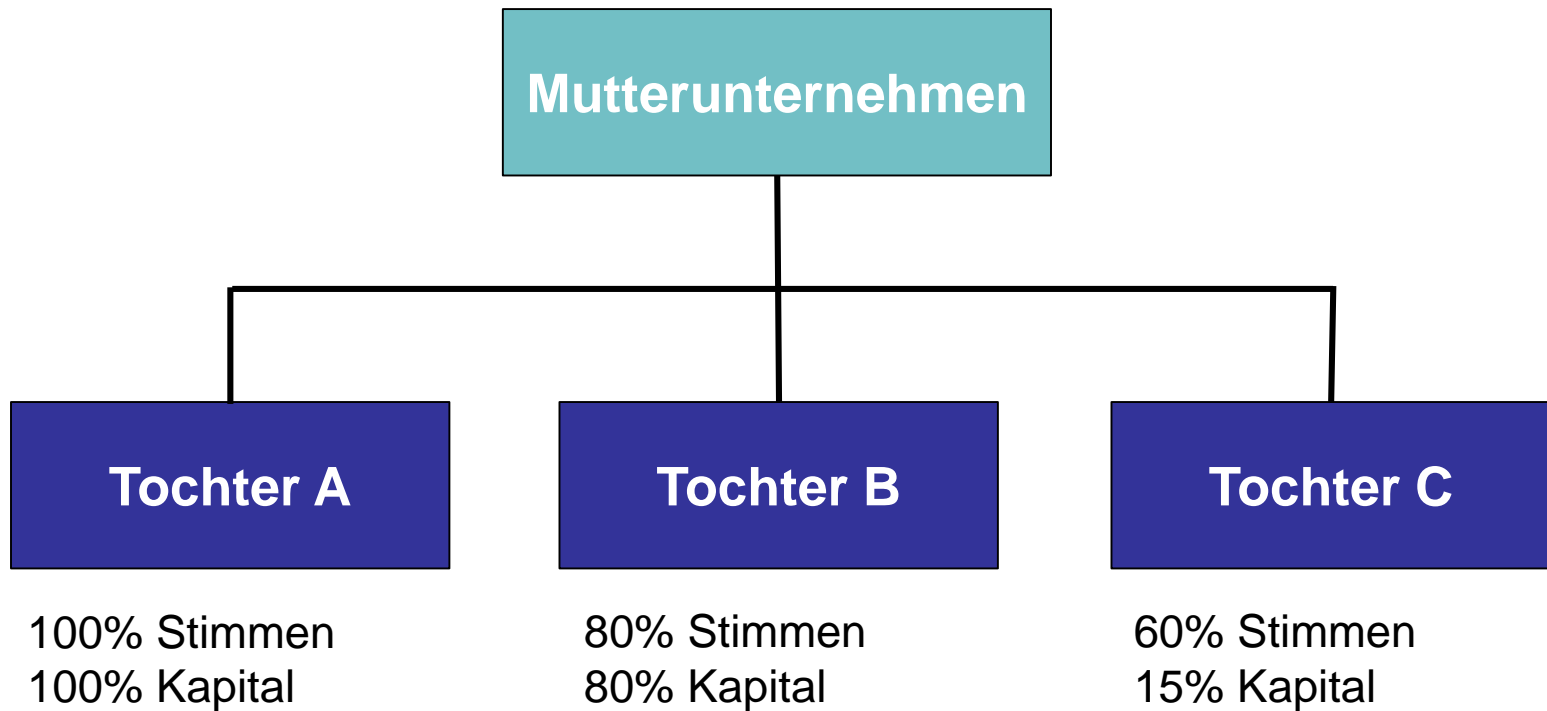 Mutterunternehmen
Tochter A
Tochter B
Tochter C
100% Stimmen
100% Kapital
80% Stimmen
80% Kapital
60% Stimmen
15% Kapital